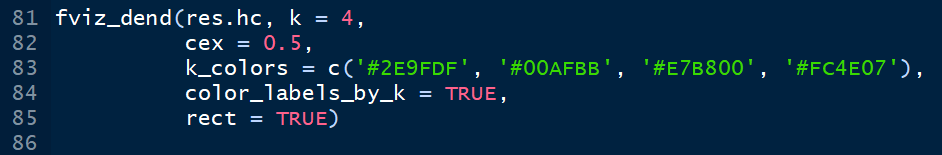 81 fviz_dend(res.hc, k = 4,
82           cex = 0.5,
83           k_colors = c('#2E9FDF', '#00AFBB', '#E7B800', '#FC4E07'),
84           color_labels_by_k = TRUE,
85           rect = TRUE)
86